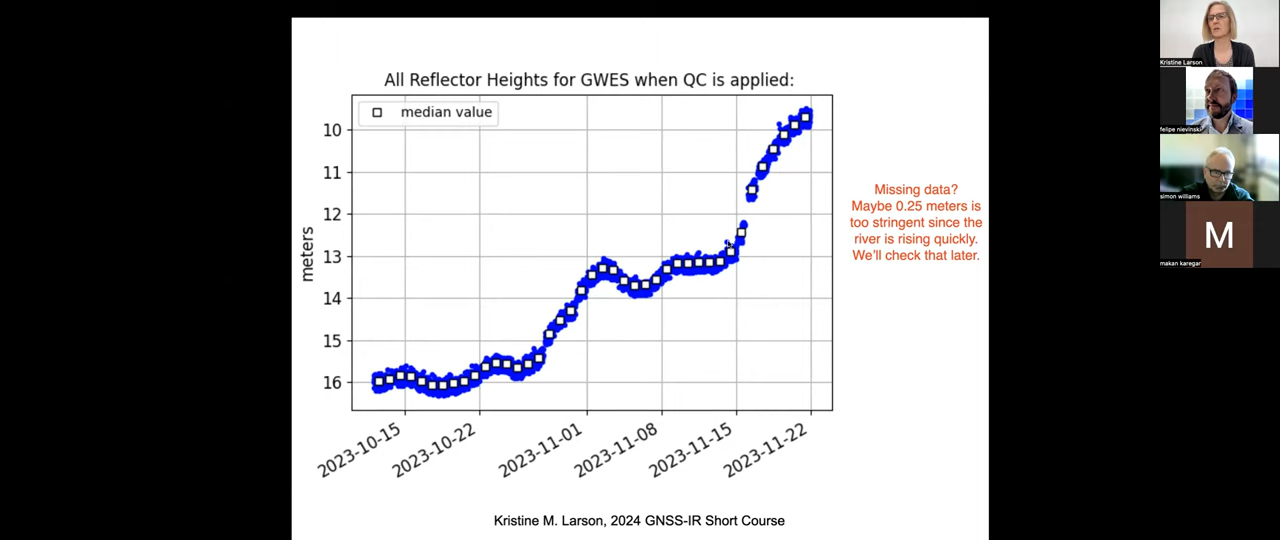 All Reflector Heights for GWES when QC is applied:
median value
10
11
12
13
14
15
16
meters
2023-10-15
2023-10-22
2023-11-01
2023-11-08
2023-11-15
2023-11-22
Missing data?
Maybe 0.25 meters is
too stringent since the
river is rising quickly.
We'll check that later.
Kristine M. Larson, 2024 GNSS-IR Short Course
Kristine Larson
felipe nievinski
simon williams
M
makan karegar